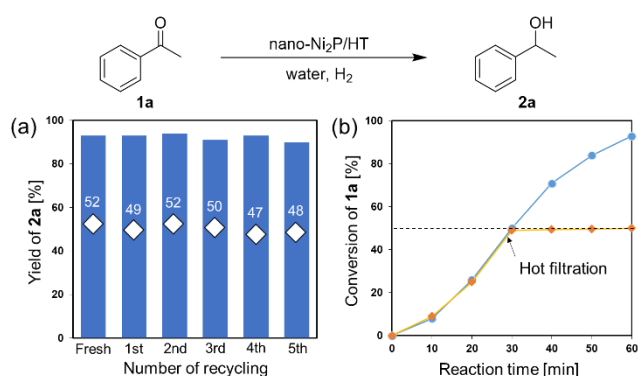 O
OH
nano-Ni₂P/HT
water, H₂
1a
2a
(a)
100
80
60
40
20
0
Yield of 2a [%]
52
49
52
50
47
48
Fresh
1st
2nd
3rd
4th
5th
Number of recycling
(b)
100
80
60
40
20
0
Conversion of 1a [%]
Hot filtration
0
10
20
30
40
50
60
Reaction time [min]